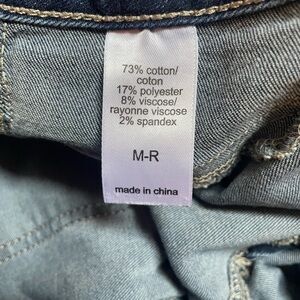 73% cotton/
coton
17% polyester
8% viscose/
rayonne viscose
2% spandex
M-R
made in china